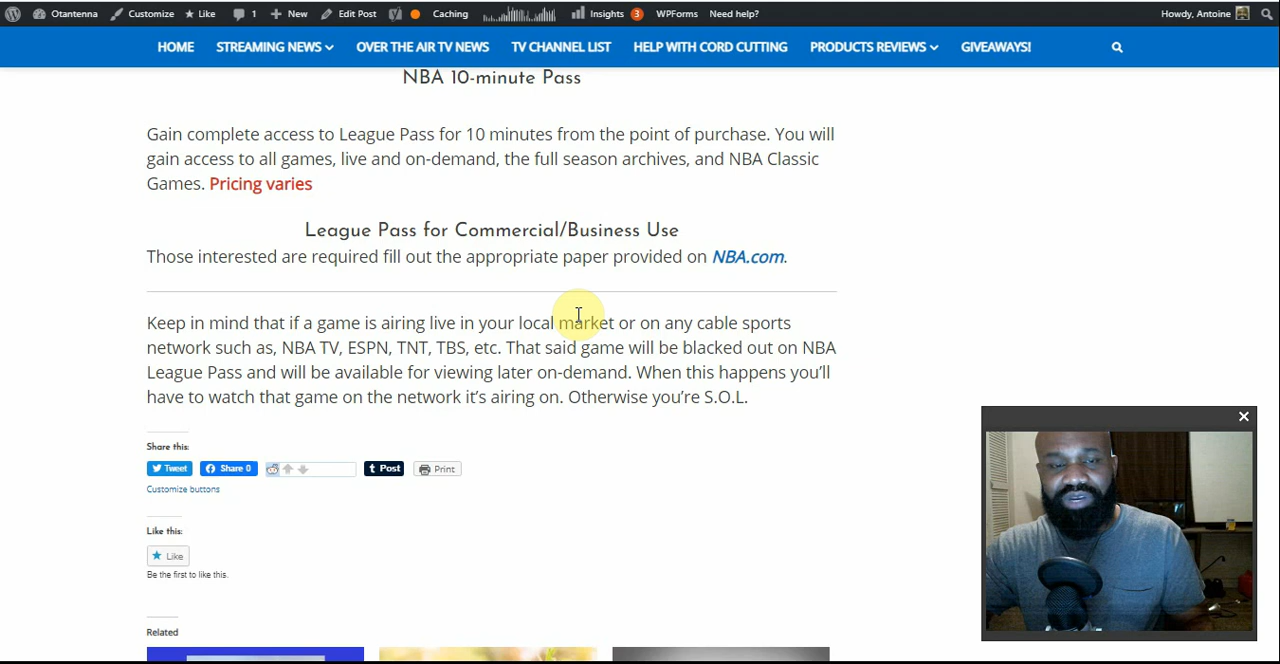 Otantenna Customize Like 1 New Edit Post Caching Insights 3 WPForms Need help? Howdy, Antoine
HOME STREAMING NEWS OVER THE AIR TV NEWS TV CHANNEL LIST HELP WITH CORD CUTTING PRODUCTS REVIEWS GIVEAWAYS!
NBA 10-minute Pass
Gain complete access to League Pass for 10 minutes from the point of purchase. You will
gain access to all games, live and on-demand, the full season archives, and NBA Classic
Games. Pricing varies
League Pass for Commercial/Business Use
Those interested are required fill out the appropriate paper provided on NBA.com.
Keep in mind that if a game is airing live in your local market or on any cable sports
network such as, NBA TV, ESPN, TNT, TBS, etc. That said game will be blacked out on NBA
League Pass and will be available for viewing later on-demand. When this happens you'll
have to watch that game on the network it's airing on. Otherwise you're S.O.L.
Share this:
Tweet Share 0 Post Print
Customize buttons
Like this:
Like
Be the first to like this.
Related